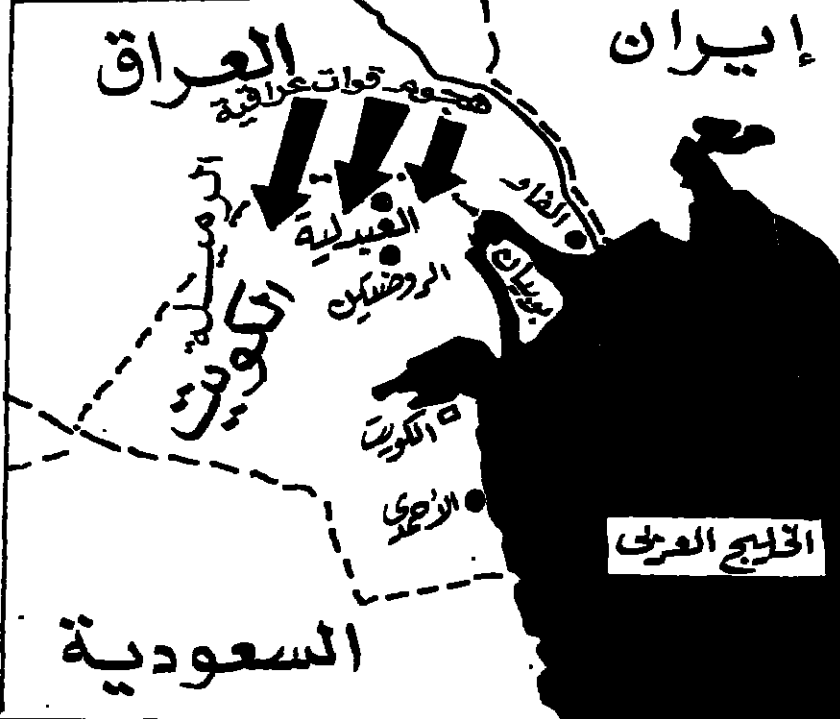 إيران
العراق
هجوم قوات عراقية
الرميلة
الفاو
العبدلية
بوبيان
الروضتين
الكويت
الكويت
الأحمدي
الخليج العربي
السعودية